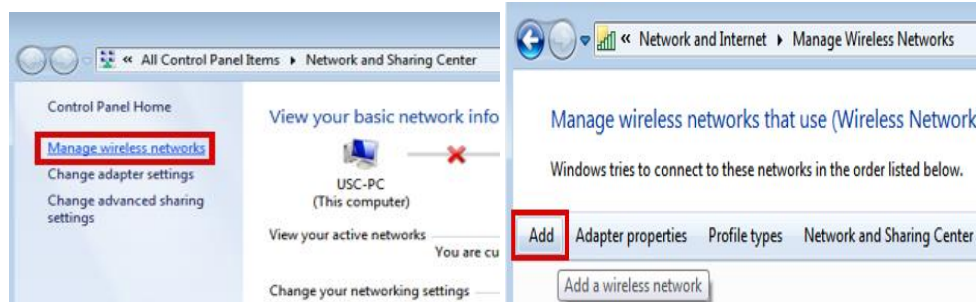 « All Control Panel Items ▸ Network and Sharing Center
Control Panel Home
Manage wireless networks
Change adapter settings
Change advanced sharing
settings
View your basic network info
USC-PC
(This computer)
View your active networks
You are cu
Change your networking settings
« Network and Internet ▸ Manage Wireless Networks
Manage wireless networks that use (Wireless Network
Windows tries to connect to these networks in the order listed below.
Add Adapter properties Profile types Network and Sharing Center
Add a wireless network